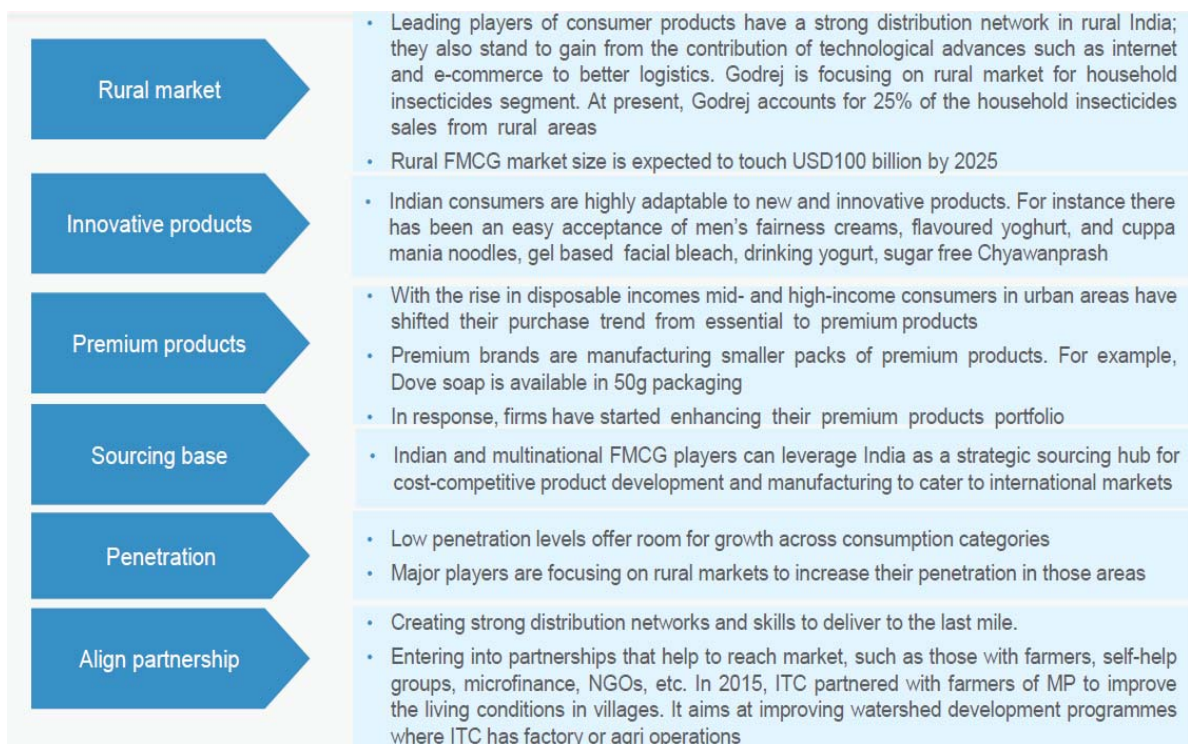 Rural market
• Leading players of consumer products have a strong distribution network in rural India;
they also stand to gain from the contribution of technological advances such as internet
and e-commerce to better logistics. Godrej is focusing on rural market for household
insecticides segment. At present, Godrej accounts for 25% of the household insecticides
sales from rural areas
• Rural FMCG market size is expected to touch USD100 billion by 2025
Innovative products
• Indian consumers are highly adaptable to new and innovative products. For instance there
has been an easy acceptance of men's fairness creams, flavoured yoghurt, and cuppa
mania noodles, gel based facial bleach, drinking yogurt, sugar free Chyawanprash
Premium products
• With the rise in disposable incomes mid- and high-income consumers in urban areas have
shifted their purchase trend from essential to premium products
• Premium brands are manufacturing smaller packs of premium products. For example,
Dove soap is available in 50g packaging
• In response, firms have started enhancing their premium products portfolio
Sourcing base
• Indian and multinational FMCG players can leverage India as a strategic sourcing hub for
cost-competitive product development and manufacturing to cater to international markets
Penetration
• Low penetration levels offer room for growth across consumption categories
• Major players are focusing on rural markets to increase their penetration in those areas
Align partnership
• Creating strong distribution networks and skills to deliver to the last mile.
• Entering into partnerships that help to reach market, such as those with farmers, self-help
groups, microfinance, NGOs, etc. In 2015, ITC partnered with farmers of MP to improve
the living conditions in villages. It aims at improving watershed development programmes
where ITC has factory or agri operations